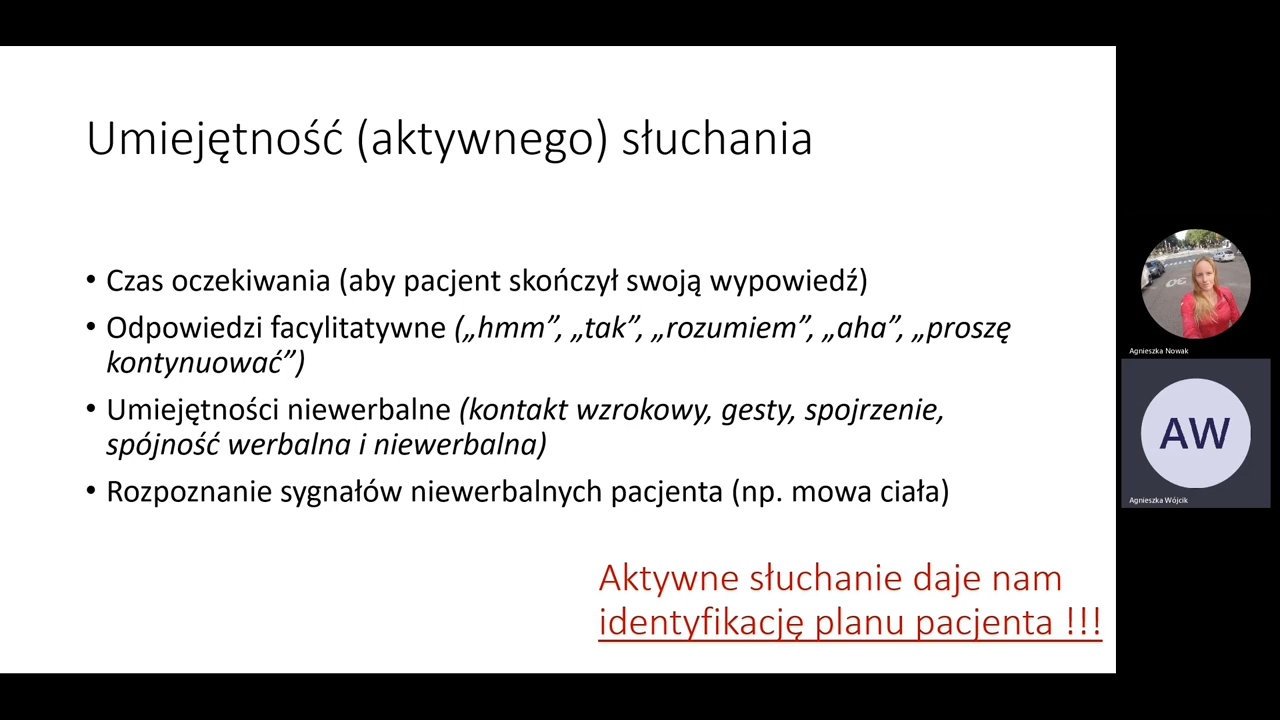 Umiejętność (aktywnego) słuchania
• Czas oczekiwania (aby pacjent skończył swoją wypowiedź)
• Odpowiedzi facylitatywne („hmm”, „tak”, „rozumiem”, „aha”, „proszę
kontynuować”)
• Umiejętności niewerbalne (kontakt wzrokowy, gesty, spojrzenie,
spójność werbalna i niewerbalna)
• Rozpoznanie sygnałów niewerbalnych pacjenta (np. mowa ciała)
Aktywne słuchanie daje nam
identyfikację planu pacjenta !!!
Agnieszka Nowak
AW
Agnieszka Wójcik